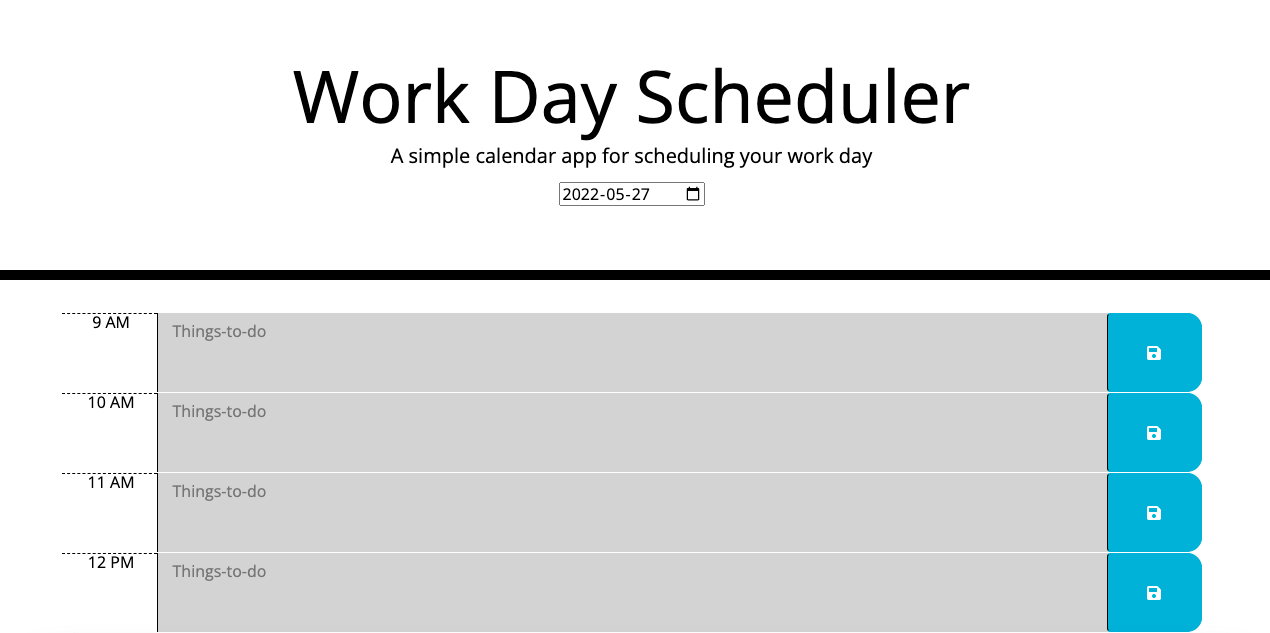 Work Day Scheduler
A simple calendar app for scheduling your work day
2022-05-27
9 AM
Things-to-do
10 AM
Things-to-do
11 AM
Things-to-do
12 PM
Things-to-do